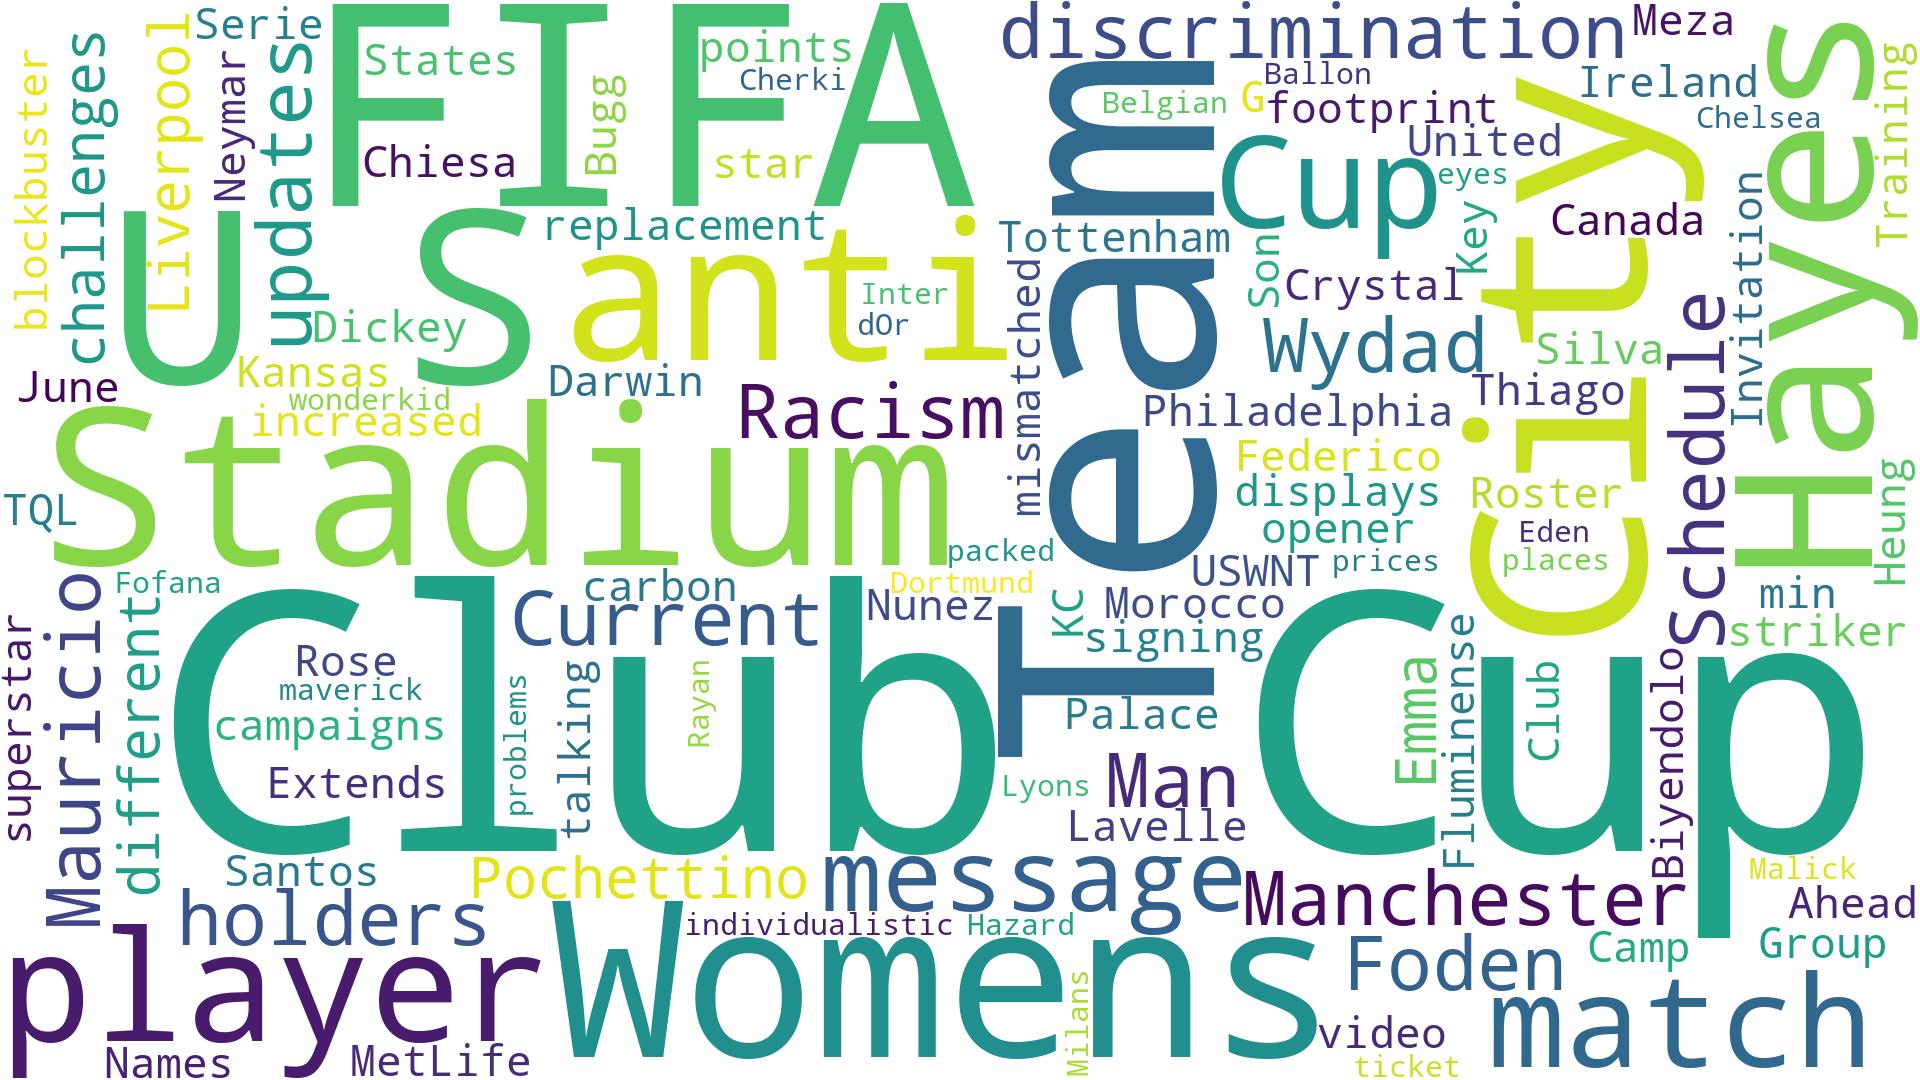 FIFA
discrimination
Meza
Serie
States
points
Cherki
Ballon
Belgian
G
footprint
Ireland
Chelsea
Hayes
Training
blockbuster
challenges
Liverpool
Neymar
updates
Chiesa
Bugg
star
Team
Cup
United
eyes
City
Canada
Key
Invitation
U S
replacement
anti
Tottenham
mismatched
Son
Crystal
Inter
dOr
Dickey
Wydad
Silva
Schedule
June
Kansas
wonderkid
increased
Darwin
Racism
Philadelphia
Thiago
Stadium
Federico
displays
Roster
Heung
TQL
opener
Eden
places
packed
prices
USWNT
Fofana
carbon
Dortmund
Nunez
KC
Morocco
min
Mauricio
different
superstar
Current
signing
striker
Club Cup
Rose
maverick
campaigns
problems
talking
Rayan
Palace
Emma
Fluminense
Club
Biyendolo
Extends
Lyons
Man
Lavelle
Santos
Pochettino
message
Manchester
Malick
Ahead
holders
individualistic
Hazard
Camp
Group
player
Womens
Milans
Foden
match
Names
MetLife
video
ticket